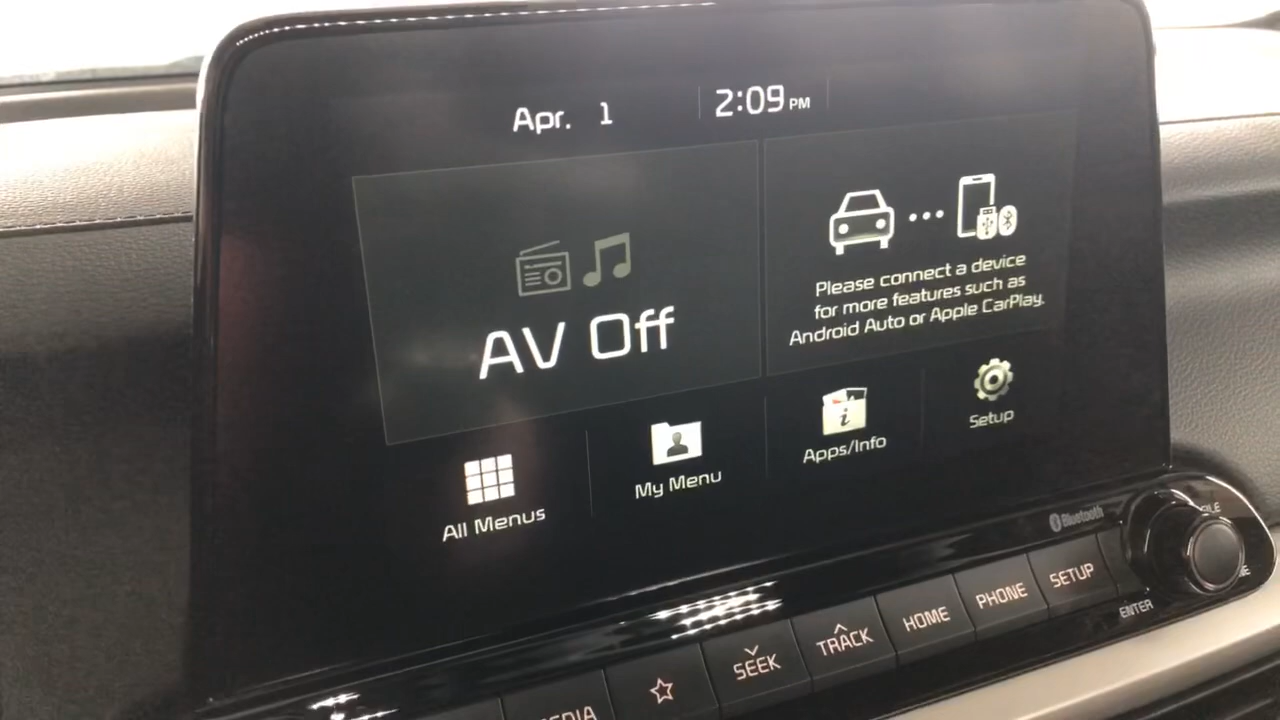 Apr. 1 2:09 PM
AV Off
Please connect a device
for more features such as
Android Auto or Apple CarPlay.
All Menus
My Menu
Apps/Info
Setup
Bluetooth
SEEK
TRACK
HOME
PHONE
SETUP
ENTER